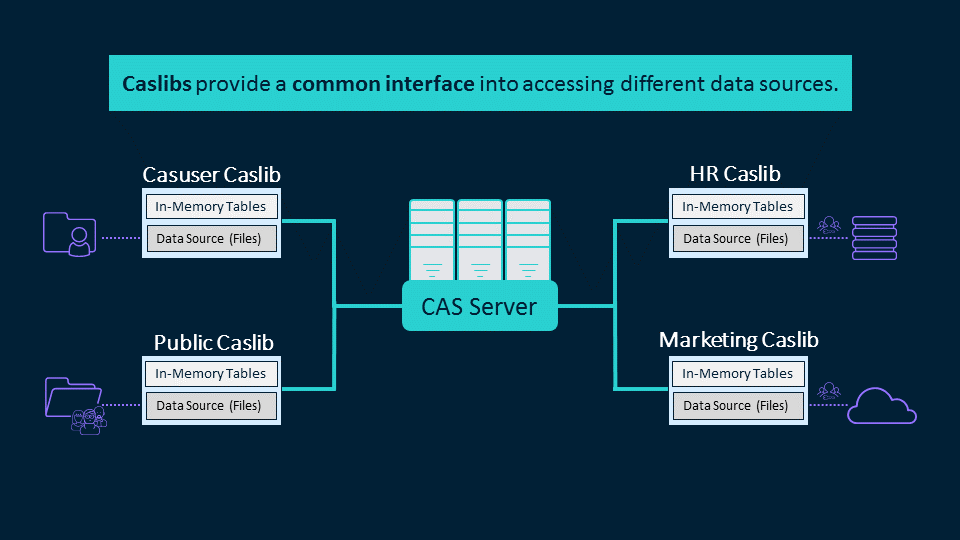 Caslibs provide a common interface into accessing different data sources.
Casuser Caslib
In-Memory Tables
Data Source (Files)
Public Caslib
In-Memory Tables
Data Source (Files)
CAS Server
HR Caslib
In-Memory Tables
Data Source (Files)
Marketing Caslib
In-Memory Tables
Data Source (Files)